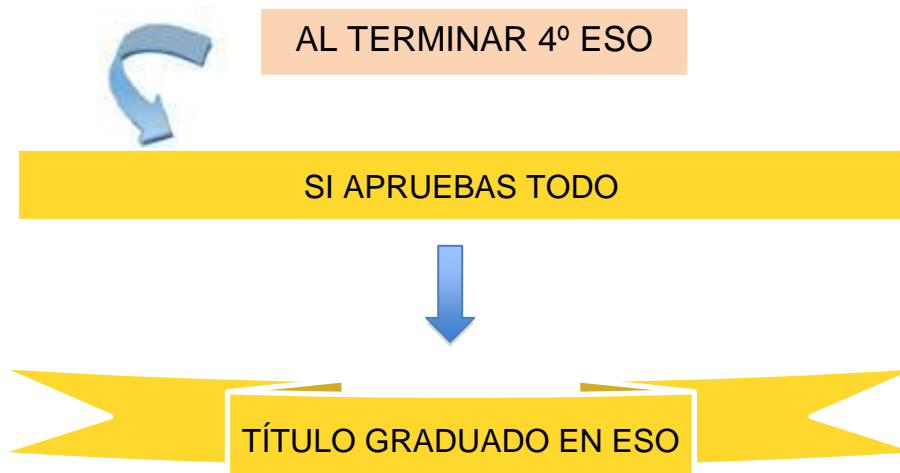 AL TERMINAR 4º ESO
SI APRUEBAS TODO
TÍTULO GRADUADO EN ESO